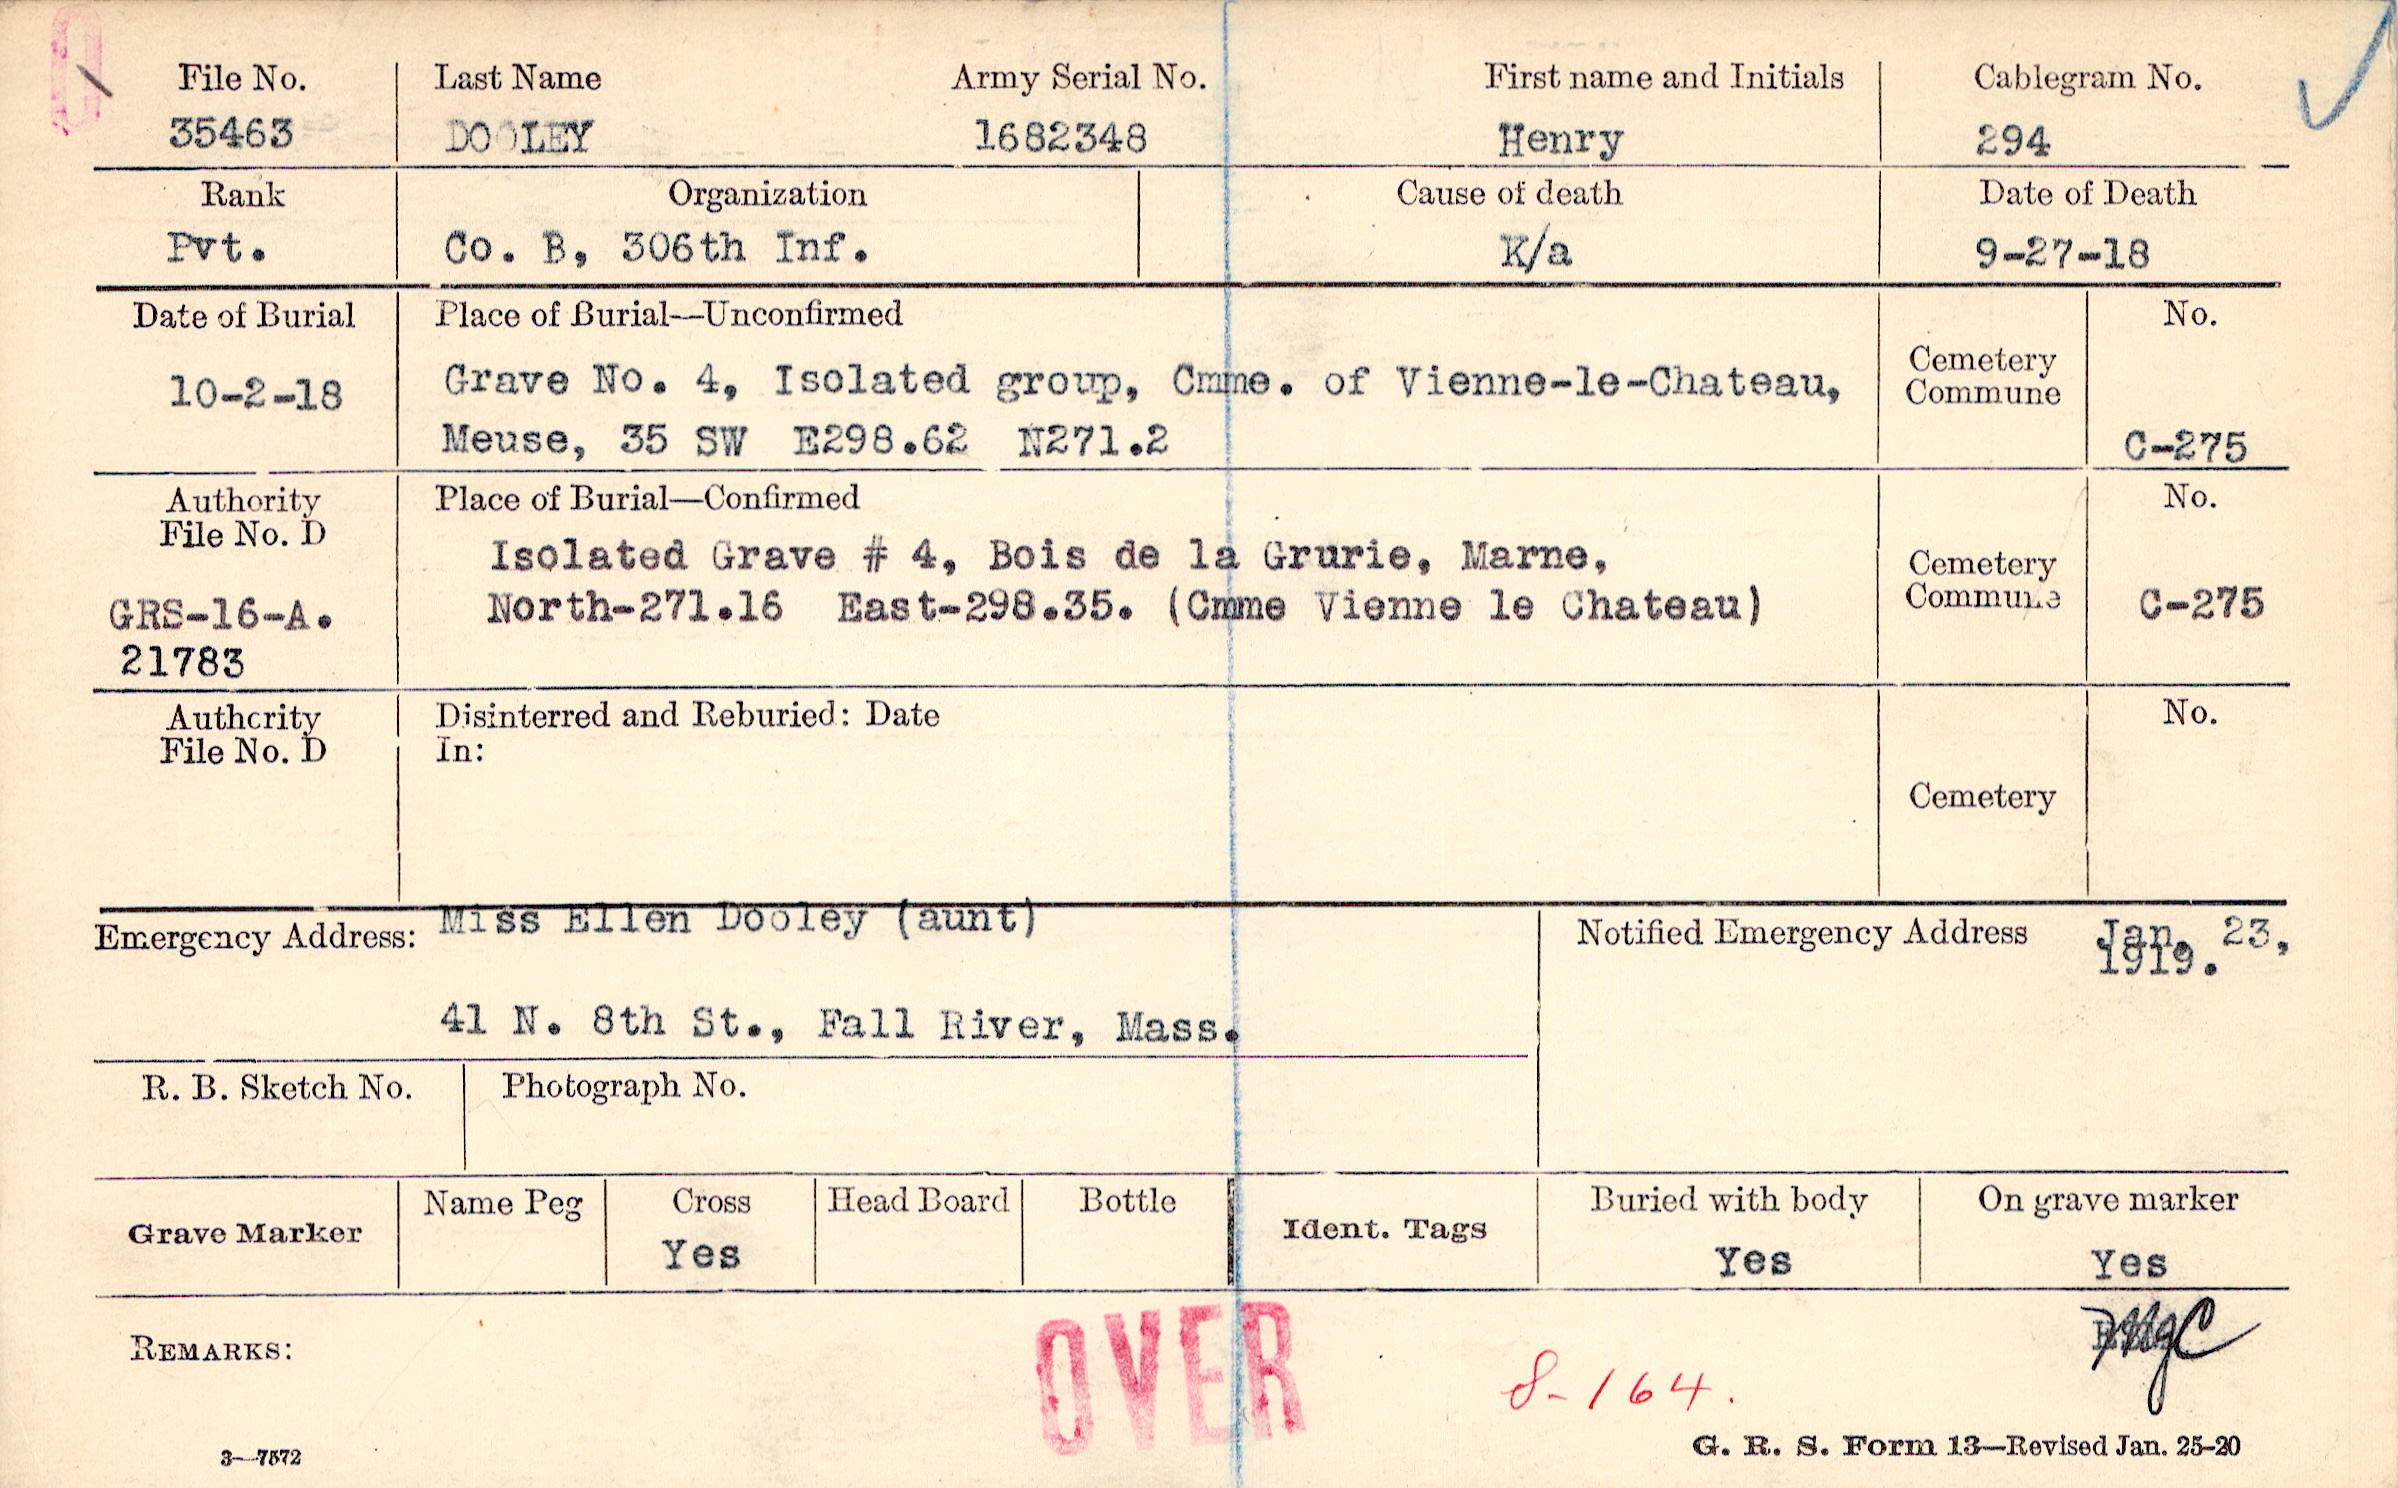 File No. Last Name Army Serial No. First name and Initials Cablegram No.
35463 DOOLEY 1682348 Henry 294
Rank Organization Cause of death Date of Death
Pvt. Co. B, 306th Inf. K/a 9-27-18
Date of Burial Place of Burial—Unconfirmed No.
Cemetery
Commune
10-2-18 Grave No. 4, Isolated group, Cmme. of Vienne-le-Chateau,
Meuse, 35 SW E298.62 N271.2 C-275
Authority Place of Burial—Confirmed No.
File No. D
Isolated Grave # 4, Bois de la Grurie, Marne, Cemetery
GRS-16-A. North-271.16 East-298.35. (Cmme Vienne le Chateau) Commune C-275
21783
Authority Disinterred and Reburied: Date No.
File No. D In:
Cemetery
Emergency Address: Miss Ellen Dooley (aunt) Notified Emergency Address Jan. 23,
1919.
41 N. 8th St., Fall River, Mass.
R. B. Sketch No. Photograph No.
Grave Marker Name Peg Cross Head Board Bottle Ident. Tags Buried with body On grave marker
Yes Yes Yes
REMARKS:
OVER
8-164.
3—7572
G. R. S. Form 13—Revised Jan. 25-20